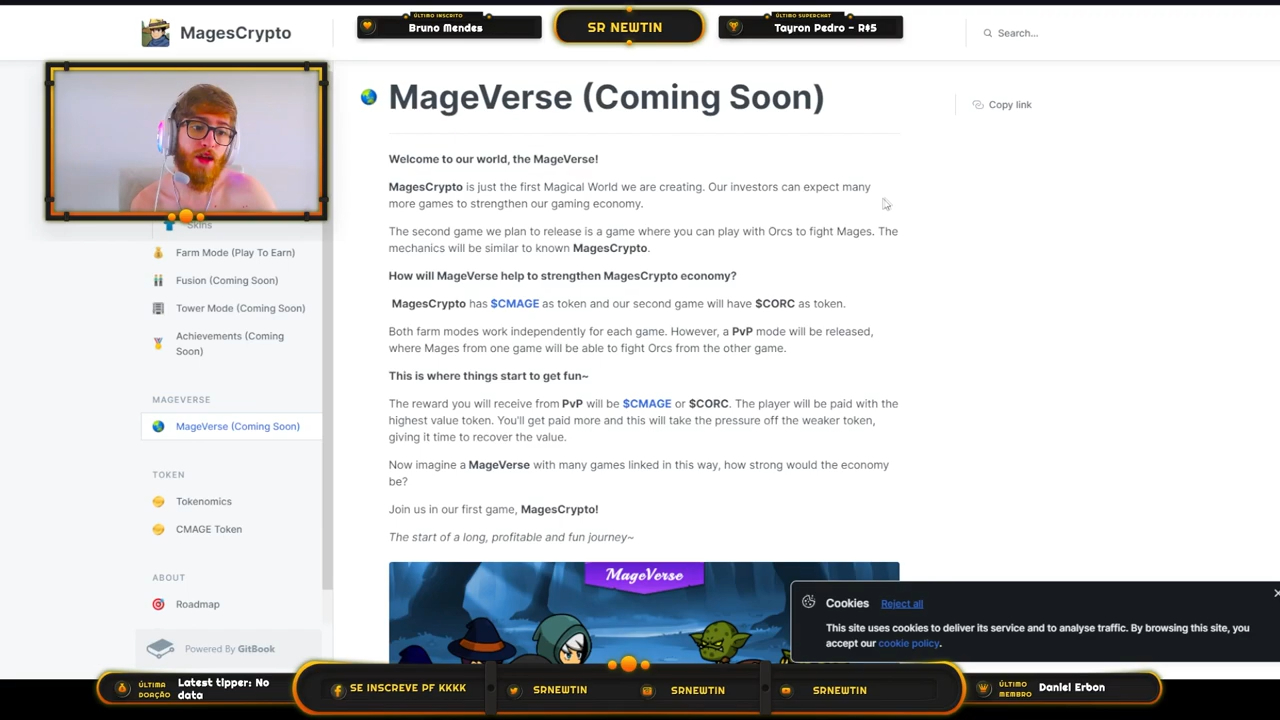 MagesCrypto
ÚLTIMO INSCRITO
Bruno Mendes
SR NEWTIN
ÚLTIMO SUPERCHAT
Tayron Pedro - R$5
Search...
MageVerse (Coming Soon)
Copy link
Welcome to our world, the MageVerse!
MagesCrypto is just the first Magical World we are creating. Our investors can expect many
more games to strengthen our gaming economy.
The second game we plan to release is a game where you can play with Orcs to fight Mages. The
mechanics will be similar to known MagesCrypto.
How will MageVerse help to strengthen MagesCrypto economy?
MagesCrypto has $CMAGE as token and our second game will have $CORC as token.
Both farm modes work independently for each game. However, a PvP mode will be released,
where Mages from one game will be able to fight Orcs from the other game.
This is where things start to get fun~
The reward you will receive from PvP will be $CMAGE or $CORC. The player will be paid with the
highest value token. You'll get paid more and this will take the pressure off the weaker token,
giving it time to recover the value.
Now imagine a MageVerse with many games linked in this way, how strong would the economy
be?
Join us in our first game, MagesCrypto!
The start of a long, profitable and fun journey~
MageVerse
Skins
Farm Mode (Play To Earn)
Fusion (Coming Soon)
Tower Mode (Coming Soon)
Achievements (Coming
Soon)
MAGEVERSE
MageVerse (Coming Soon)
TOKEN
Tokenomics
CMAGE Token
ABOUT
Roadmap
Powered By GitBook
Cookies Reject all
This site uses cookies to deliver its service and to analyse traffic. By browsing this site, you
accept our cookie policy.
ÚLTIMA
DOAÇÃO
Latest tipper: No
data
SE INSCREVE PF KKKK
SRNEWTIN
SRNEWTIN
SRNEWTIN
ÚLTIMO
MEMBRO
Daniel Erbon